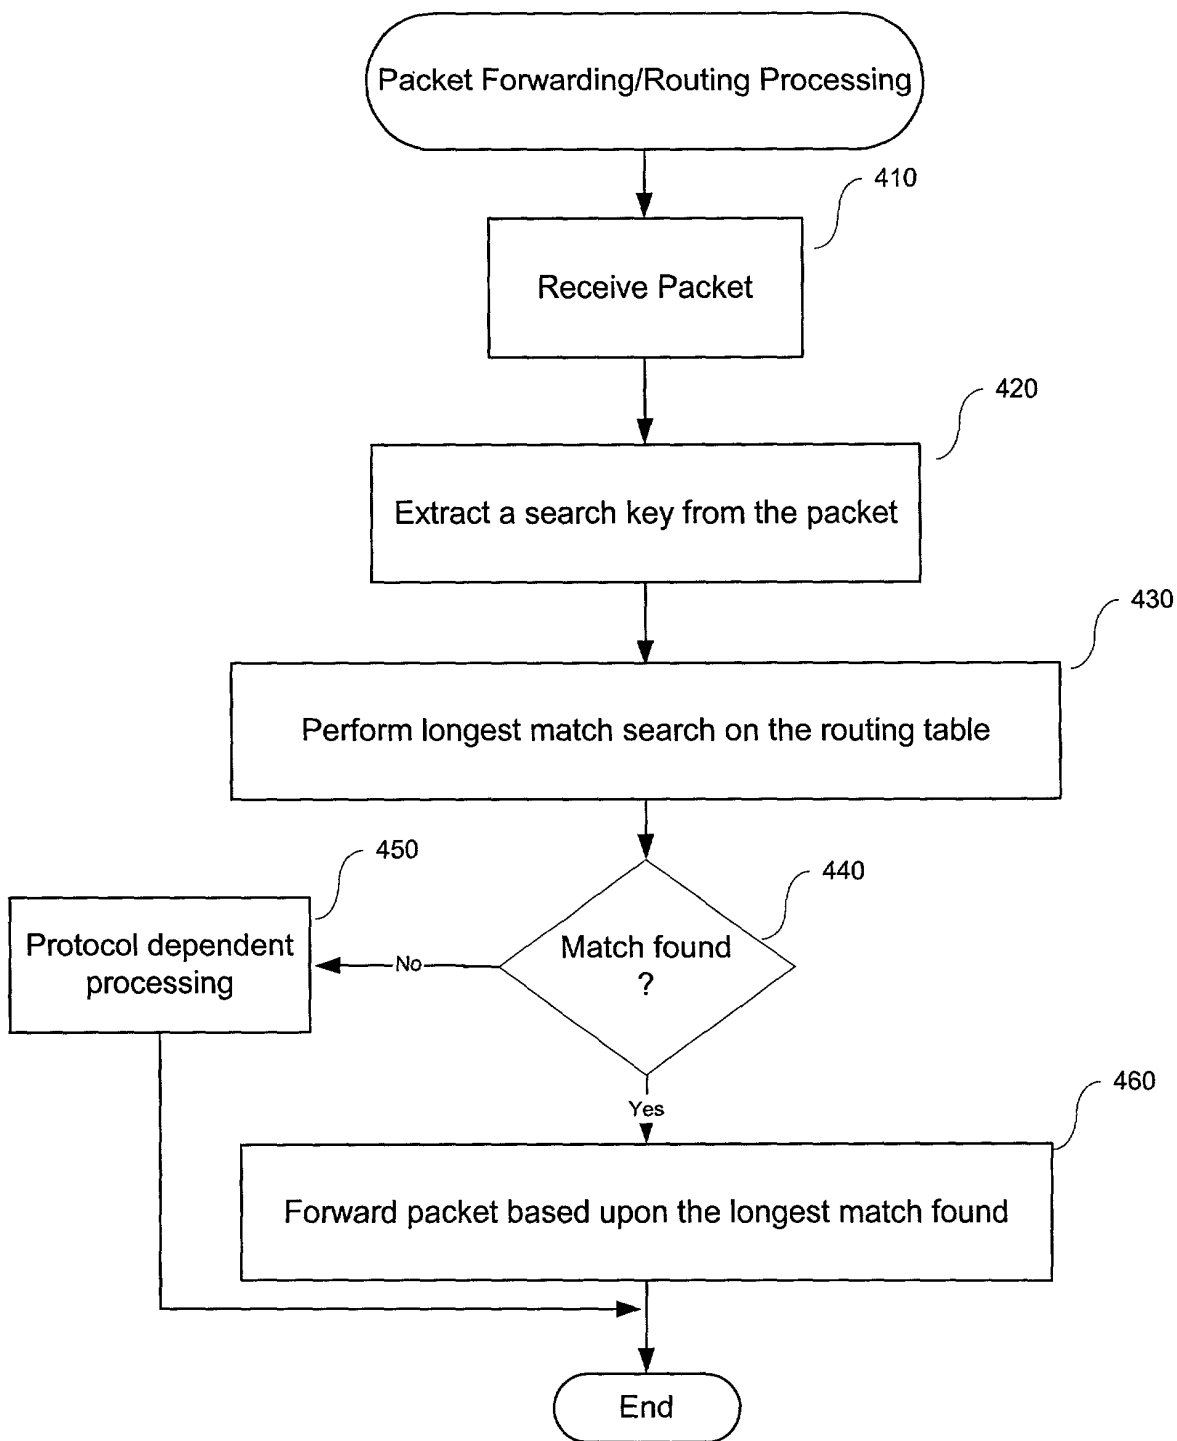 Packet Forwarding/Routing Processing
410
Receive Packet
420
Extract a search key from the packet
430
Perform longest match search on the routing table
440
Match found
?
450
No
Protocol dependent
processing
Yes
460
Forward packet based upon the longest match found
End